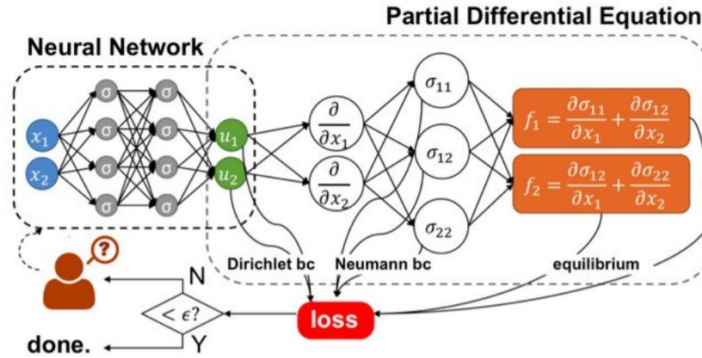 Partial Differential Equation
Neural Network
σ σ
σ σ
σ σ
σ σ
x₁
x₂
u₁
u₂
∂/∂x₁
∂/∂x₂
σ₁₁
σ₁₂
σ₂₂
f₁ = ∂σ₁₁/∂x₁ + ∂σ₁₂/∂x₂
f₂ = ∂σ₁₂/∂x₁ + ∂σ₂₂/∂x₂
Dirichlet bc
Neumann bc
equilibrium
?
N
< ϵ?
loss
done.
Y